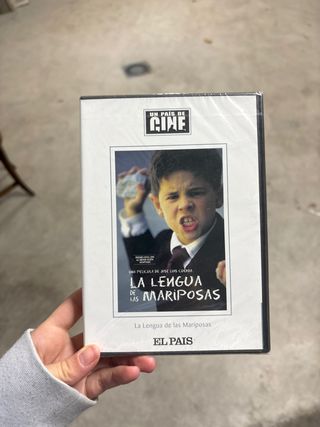 UN PAÍS DE
CINE
UNA PELÍCULA DE JOSÉ LUIS CUERDA
LA LENGUA
DE LAS MARIPOSAS
La Lengua de las Mariposas
EL PAIS